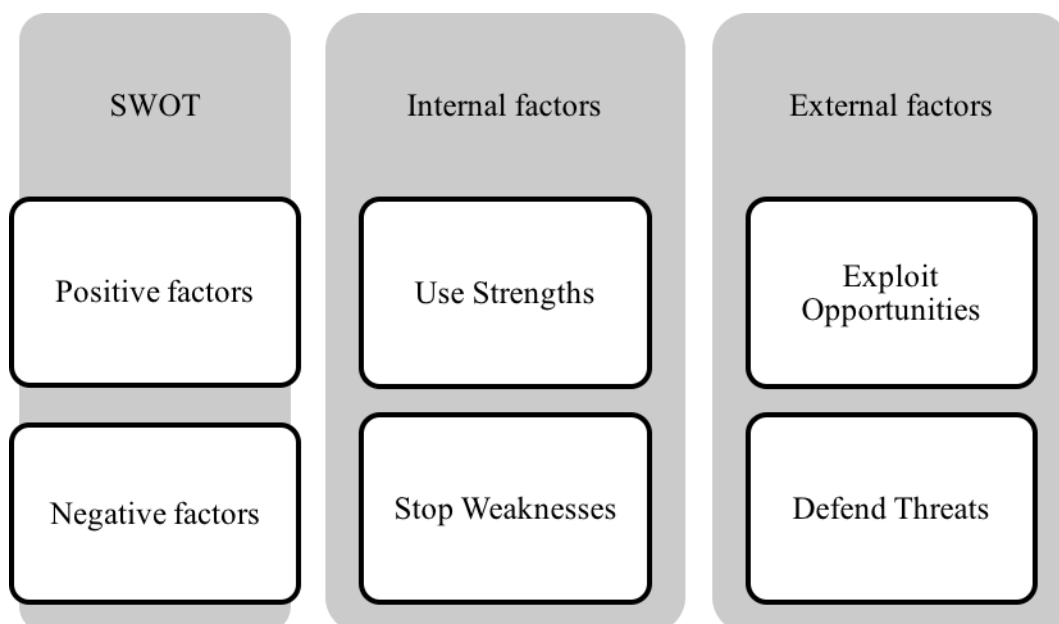 SWOT
Internal factors
External factors
Positive factors
Use Strengths
Exploit
Opportunities
Negative factors
Stop Weaknesses
Defend Threats